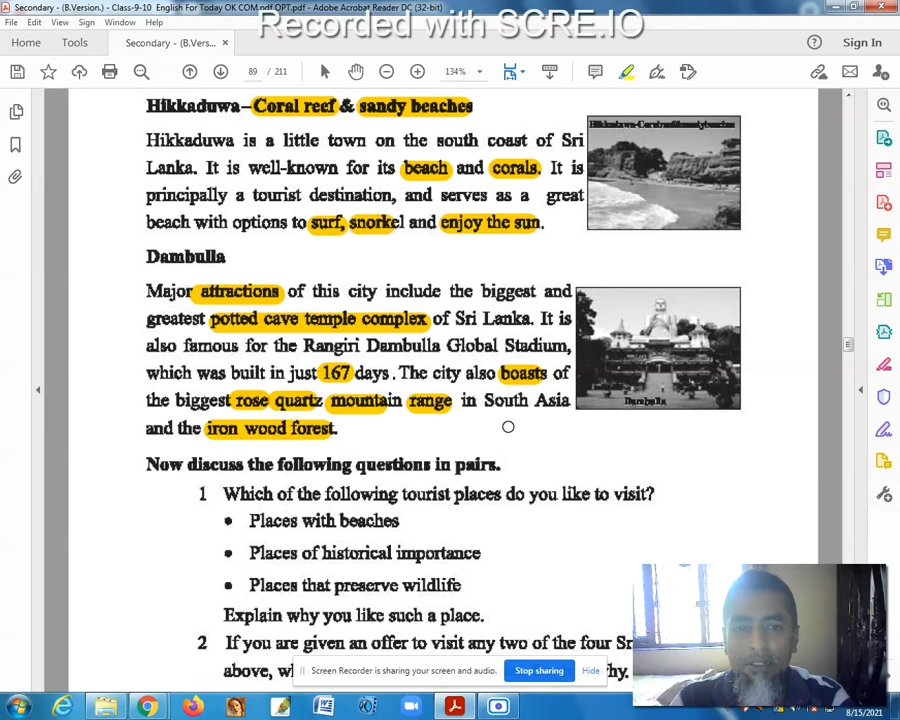 Secondary - (B.Version.) - Class-9-10 English For Today OK COM.pdf OPT.pdf - Adobe Acrobat Reader DC (32-bit)
Recorded with SCRE.IO
View Sign Window Help
Home Tools Secondary - (B.Vers... × Sign In
89 / 211 134%
Hikkaduwa–Coral reef & sandy beaches
Hikkaduwa is a little town on the south coast of Sri
Lanka. It is well-known for its beach and corals. It is
principally a tourist destination, and serves as a great
beach with options to surf, snorkel and enjoy the sun.
Dambulla
Major attractions of this city include the biggest and
greatest potted cave temple complex of Sri Lanka. It is
also famous for the Rangiri Dambulla Global Stadium,
which was built in just 167 days. The city also boasts of
the biggest rose quartz mountain range in South Asia
and the iron wood forest.
Hikkaduwa-Coral reef & sandy beaches
Dambulla
Now discuss the following questions in pairs.
1 Which of the following tourist places do you like to visit?
• Places with beaches
• Places of historical importance
• Places that preserve wildlife
Explain why you like such a place.
2 If you are given an offer to visit any two of the four Sr
above, wh
hy.
Screen Recorder is sharing your screen and audio. Stop sharing Hide
8/15/2021